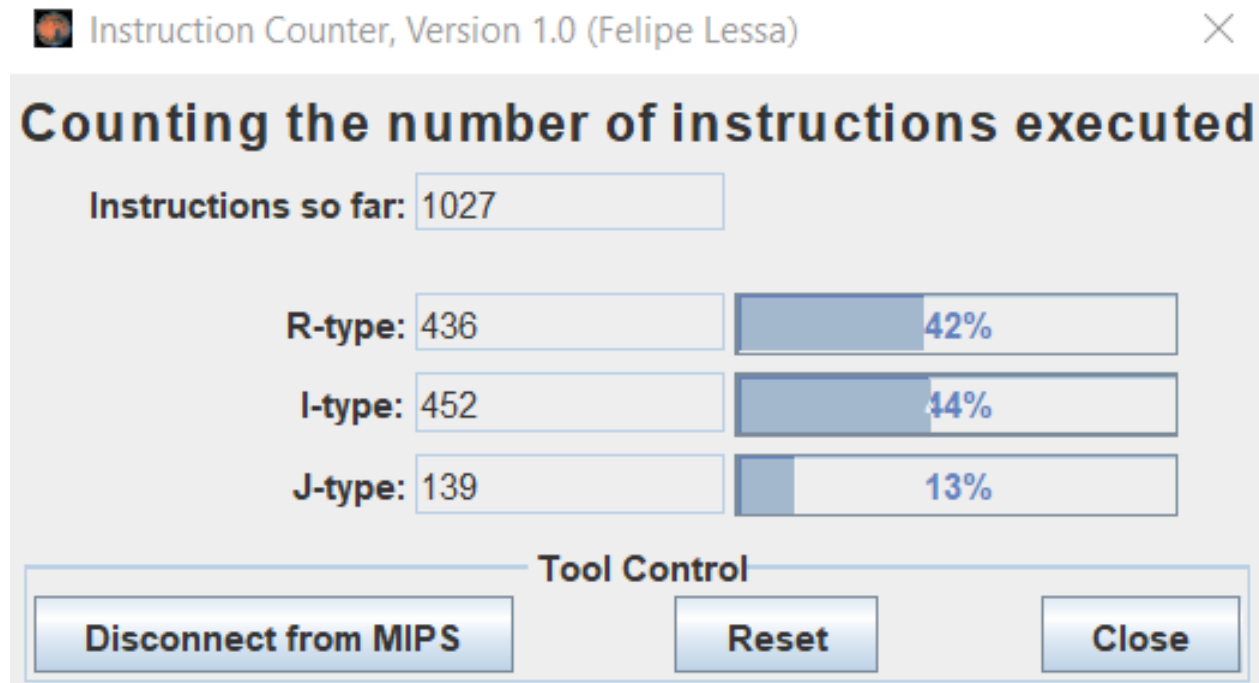 Instruction Counter, Version 1.0 (Felipe Lessa)
Counting the number of instructions executed
Instructions so far: 1027
R-type: 436 42%
I-type: 452 44%
J-type: 139 13%
Tool Control
Disconnect from MIPS Reset Close